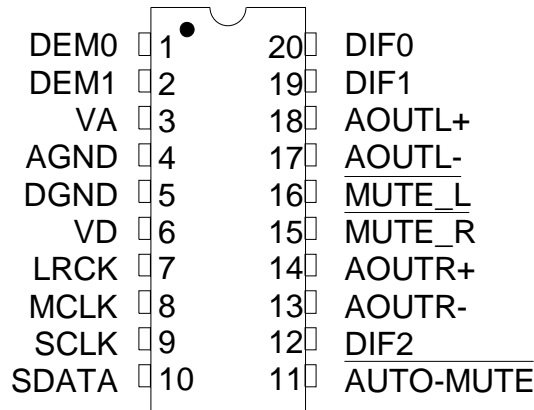 DEM0 1 20 DIF0
DEM1 2 19 DIF1
VA 3 18 AOUTL+
AGND 4 17 AOUTL-
DGND 5 16 MUTE_L
VD 6 15 MUTE_R
LRCK 7 14 AOUTR+
MCLK 8 13 AOUTR-
SCLK 9 12 DIF2
SDATA 10 11 AUTO-MUTE